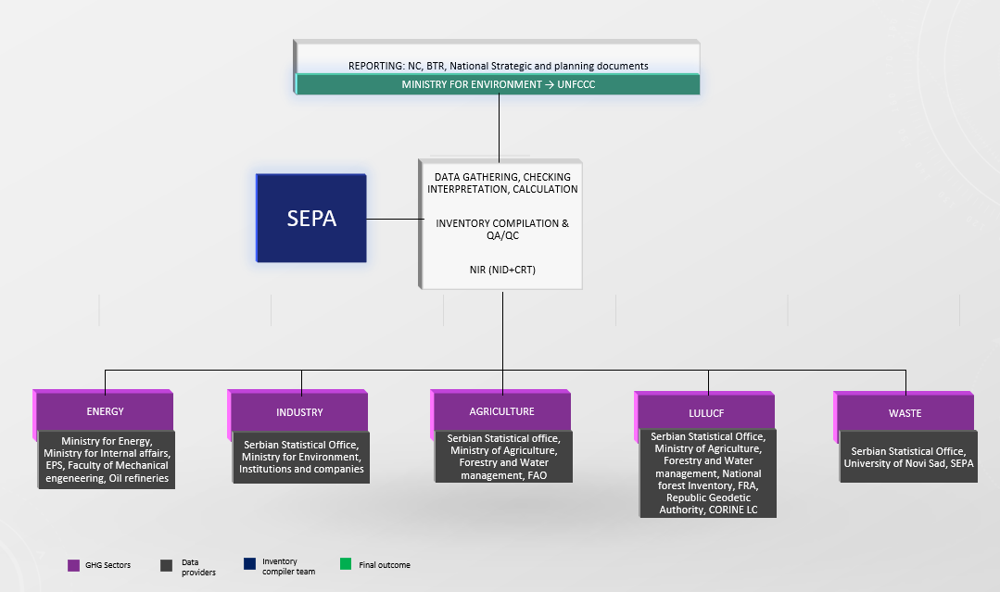 REPORTING: NC, BTR, National Strategic and planning documents
MINISTRY FOR ENVIRONMENT → UNFCCC
SEPA
DATA GATHERING, CHECKING
INTERPRETATION, CALCULATION
INVENTORY COMPILATION &
QA/QC
NIR (NID+CRT)
ENERGY
Ministry for Energy,
Ministry for Internal affairs,
EPS, Faculty of Mechanical
engeneering, Oil refineries
INDUSTRY
Serbian Statistical Office,
Ministry for Environment,
Institutions and companies
AGRICULTURE
Serbian Statistical office,
Ministry of Agriculture,
Forestry and Water
management, FAO
LULUCF
Serbian Statistical Office,
Ministry of Agriculture,
Forestry and Water
management, National
forest Inventory, FRA,
Republic Geodetic
Authority, CORINE LC
WASTE
Serbian Statistical Office,
University of Novi Sad, SEPA
GHG Sectors
Data
providers
Inventory
compiler team
Final outcome